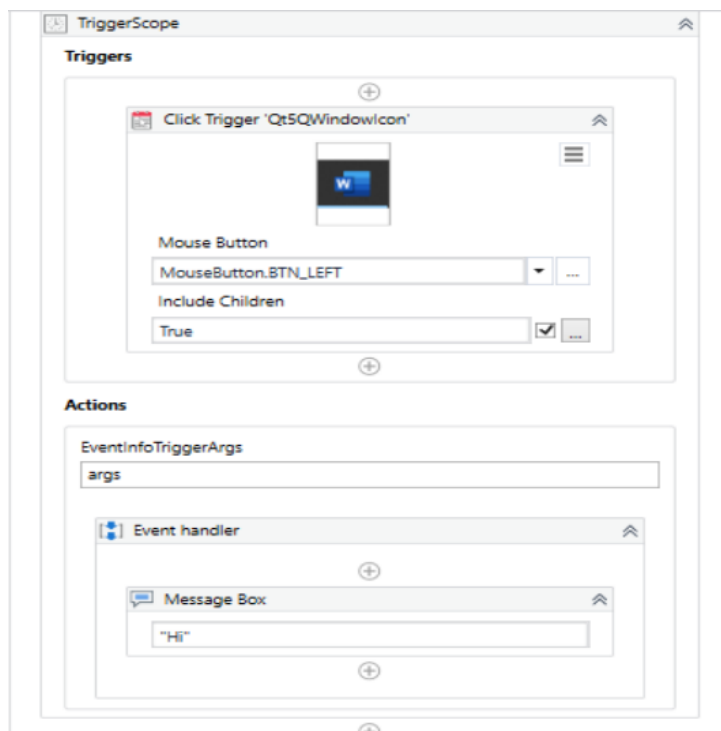 TriggerScope
Triggers
Click Trigger 'Qt5QWindowIcon'
W
Mouse Button
MouseButton.BTN_LEFT
...
Include Children
True
...
Actions
EventInfoTriggerArgs
args
Event handler
Message Box
"Hi"